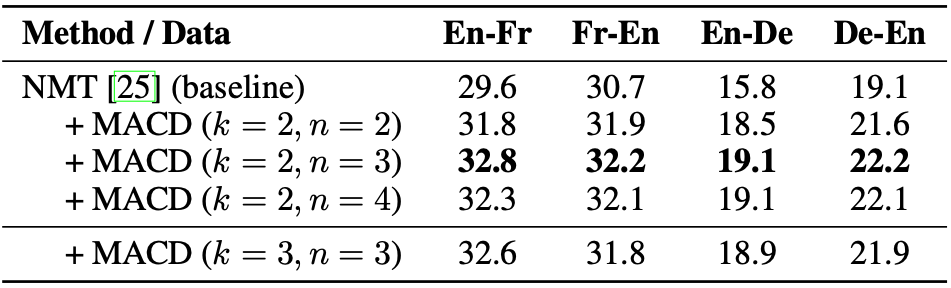 Method / Data En-Fr Fr-En En-De De-En
NMT [25] (baseline) 29.6 30.7 15.8 19.1
+ MACD (k = 2, n = 2) 31.8 31.9 18.5 21.6
+ MACD (k = 2, n = 3) 32.8 32.2 19.1 22.2
+ MACD (k = 2, n = 4) 32.3 32.1 19.1 22.1
+ MACD (k = 3, n = 3) 32.6 31.8 18.9 21.9